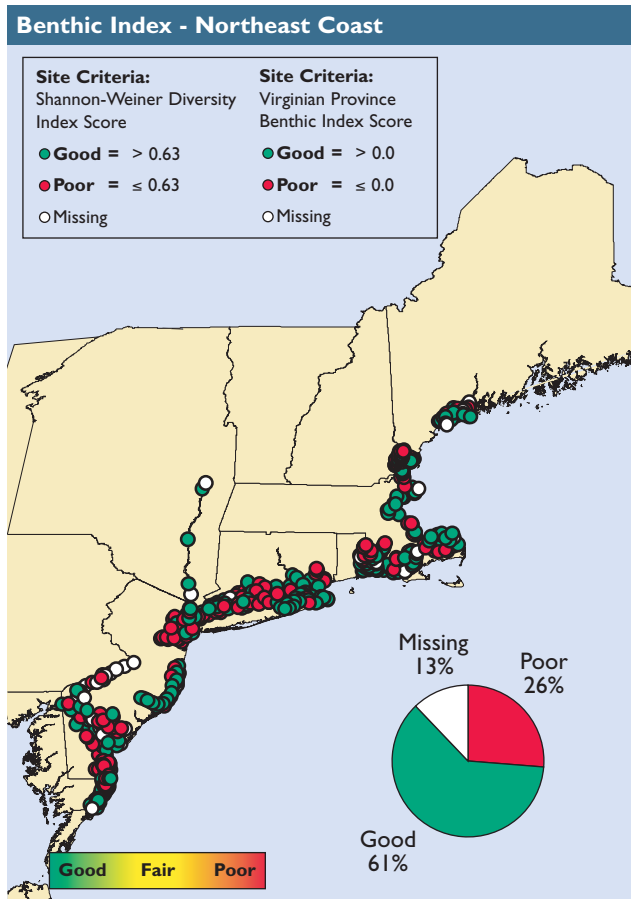 Benthic Index - Northeast Coast
Site Criteria:
Shannon-Weiner Diversity
Index Score
Good = > 0.63
Poor = ≤ 0.63
Missing
Site Criteria:
Virginian Province
Benthic Index Score
Good = > 0.0
Poor = ≤ 0.0
Missing
Missing
13%
Poor
26%
Good
61%
Good Fair Poor